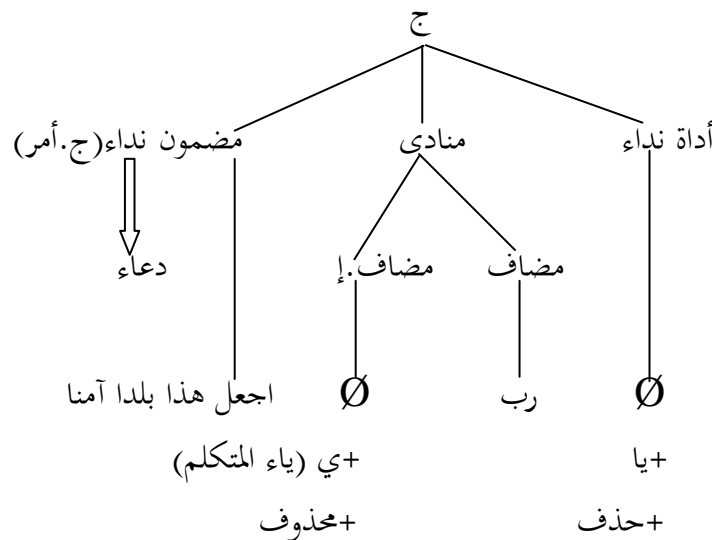 ج
أداة نداء منادى مضمون نداء(ج.أمر)
مضاف مضاف.إ دعاء
Ø رب Ø اجعل هذا بلدا آمنا
+يا +ي (ياء المتكلم)
+حذف +محذوف